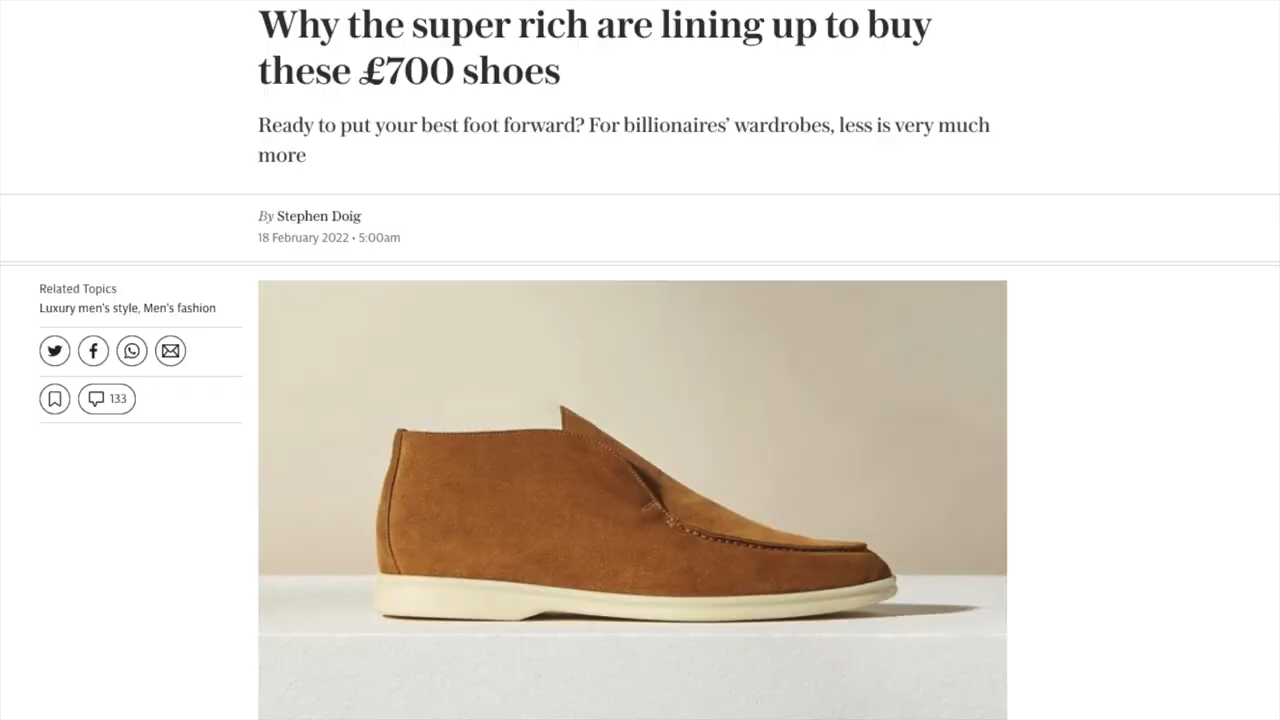 Why the super rich are lining up to buy
these £700 shoes
Ready to put your best foot forward? For billionaires’ wardrobes, less is very much
more
By Stephen Doig
18 February 2022 • 5:00am
Related Topics
Luxury men's style, Men's fashion
133